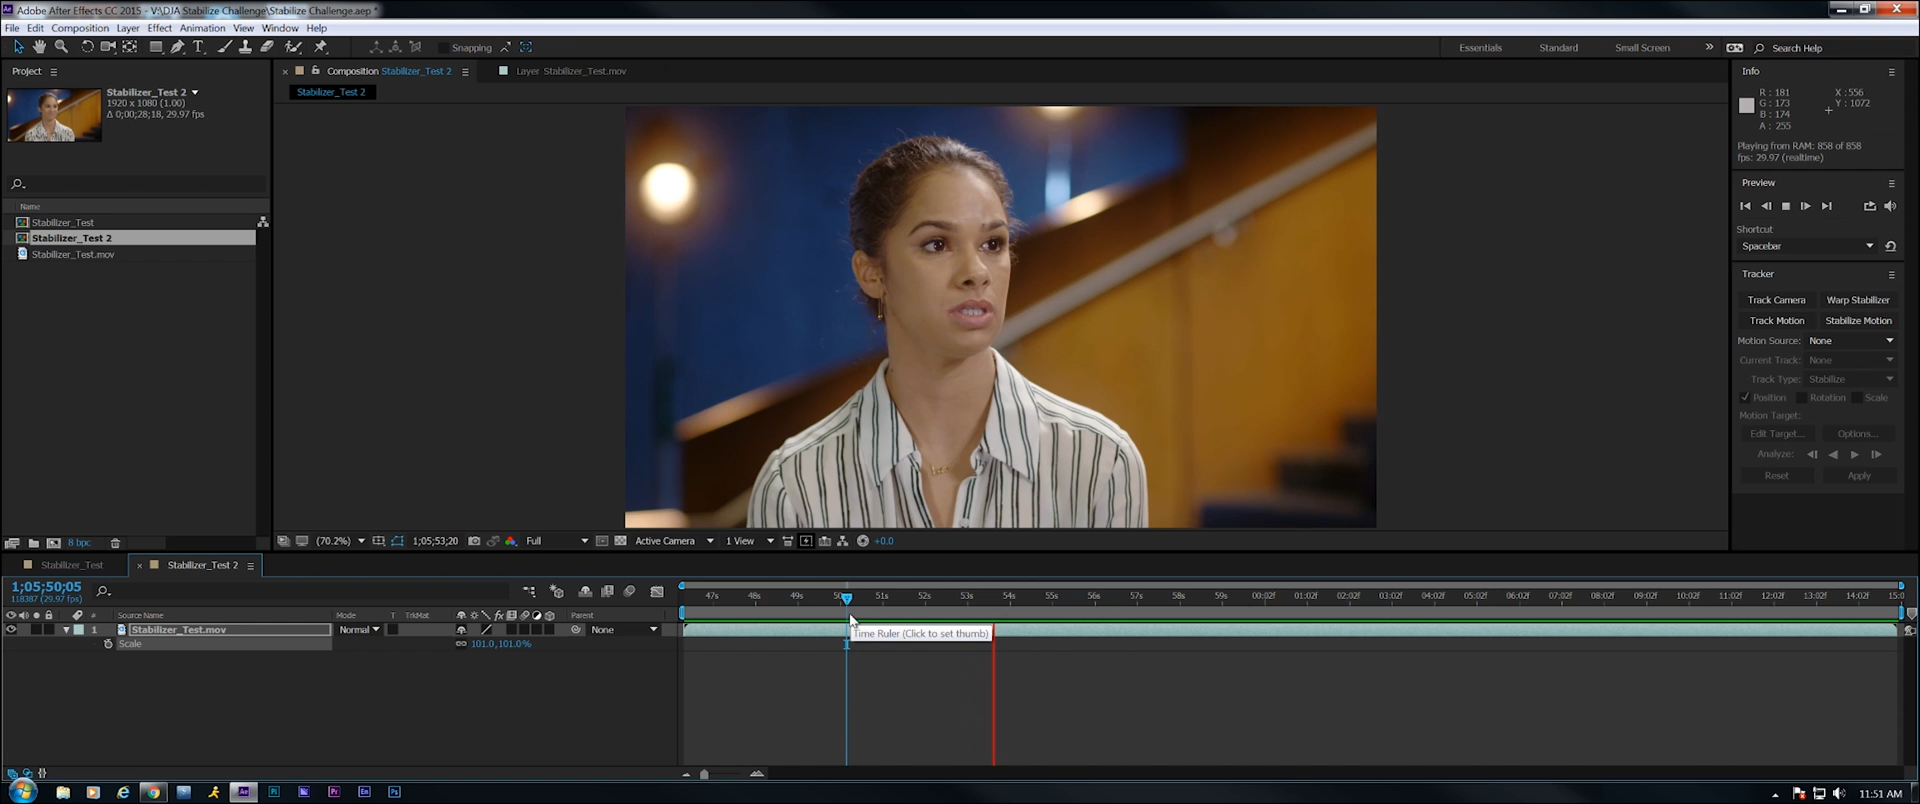 Adobe After Effects CC 2015 - V:\DJA Stabilize Challenge\Stabilize Challenge.aep *
File Edit Composition Layer Effect Animation View Window Help
Snapping
Essentials Standard Small Screen Search Help
Project
Composition Stabilizer_Test 2
Layer Stabilizer_Test.mov
Stabilizer_Test 2
Stabilizer_Test 2
1920 x 1080 (1.00)
Δ 0;00;28;18, 29.97 fps
Name
Stabilizer_Test
Stabilizer_Test 2
Stabilizer_Test.mov
8 bpc
(70.2%) 1;05;53;20 Full Active Camera 1 View +0.0
Info
R : 181 X : 556
G : 173 Y : 1072
B : 174
A : 255
Playing from RAM: 858 of 858
fps: 29.97 (realtime)
Preview
Shortcut
Spacebar
Tracker
Track Camera Warp Stabilizer
Track Motion Stabilize Motion
Motion Source: None
Current Track: None
Track Type: Stabilize
Position Rotation Scale
Motion Target:
Edit Target... Options...
Analyze:
Reset Apply
Stabilizer_Test
Stabilizer_Test 2
1;05;50;05
118387 (29.97 fps)
# Source Name Mode T TrkMat Parent
1 Stabilizer_Test.mov Normal None
Scale 101.0,101.0%
47s 48s 49s 50s 51s 52s 53s 54s 55s 56s 57s 58s 59s 00:02f 01:02f 02:02f 03:02f 04:02f 05:02f 06:02f 07:02f 08:02f 09:02f 10:02f 11:02f 12:02f 13:02f 14:02f 15:0
Time Ruler (Click to set thumb)
11:51 AM